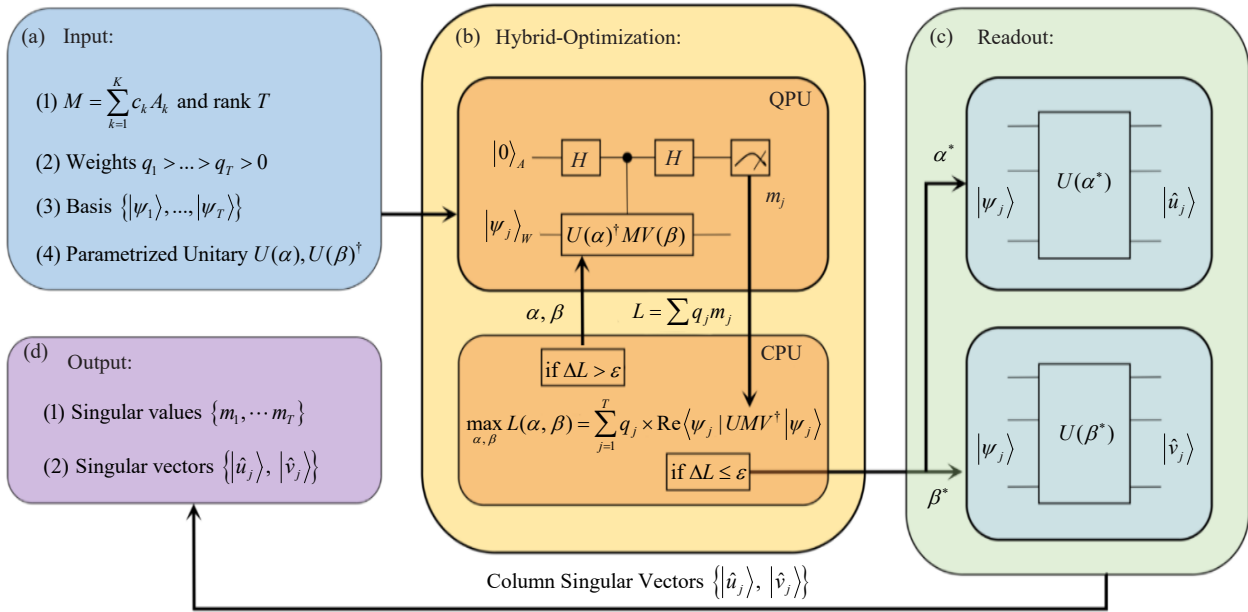 (a) Input:
(1) M = ∑_{k=1}^{K} c_k A_k and rank T
(2) Weights q_1 > ... > q_T > 0
(3) Basis {|ψ_1⟩, ..., |ψ_T⟩}
(4) Parametrized Unitary U(α), U(β)^†
(b) Hybrid-Optimization:
QPU
|0⟩_A H H
m_j
|ψ_j⟩_W U(α)^† M V(β)
α, β L = ∑ q_j m_j
CPU
if ΔL > ε
max_{α,β} L(α, β) = ∑_{j=1}^{T} q_j × Re⟨ψ_j | UMV^† |ψ_j⟩
if ΔL ≤ ε
(c) Readout:
α*
|ψ_j⟩ U(α*) |û_j⟩
β*
|ψ_j⟩ U(β*) |v̂_j⟩
(d) Output:
(1) Singular values {m_1, ⋯ m_T}
(2) Singular vectors {|û_j⟩, |v̂_j⟩}
Column Singular Vectors {|û_j⟩, |v̂_j⟩}